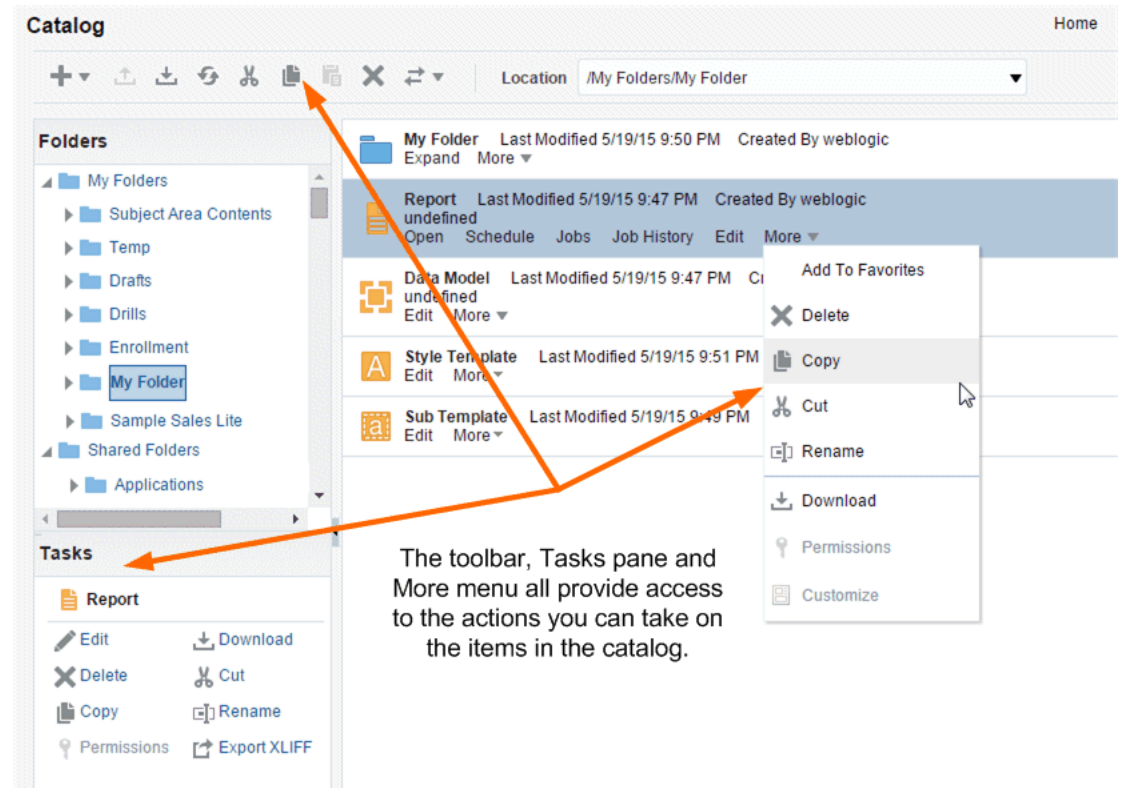 Catalog
Home
Location /My Folders/My Folder
Folders
My Folders
Subject Area Contents
Temp
Drafts
Drills
Enrollment
My Folder
Sample Sales Lite
Shared Folders
Applications
My Folder Last Modified 5/19/15 9:50 PM Created By weblogic
Expand More
Report Last Modified 5/19/15 9:47 PM Created By weblogic
undefined
Open Schedule Jobs Job History Edit More
Data Model Last Modified 5/19/15 9:47 PM
undefined
Edit More
Style Template Last Modified 5/19/15 9:51 PM
Edit More
Sub Template Last Modified 5/19/15 9:49 PM
Edit More
Add To Favorites
Delete
Copy
Cut
Rename
Download
Permissions
Customize
Tasks
Report
Edit Download
Delete Cut
Copy Rename
Permissions Export XLIFF
The toolbar, Tasks pane and
More menu all provide access
to the actions you can take on
the items in the catalog.